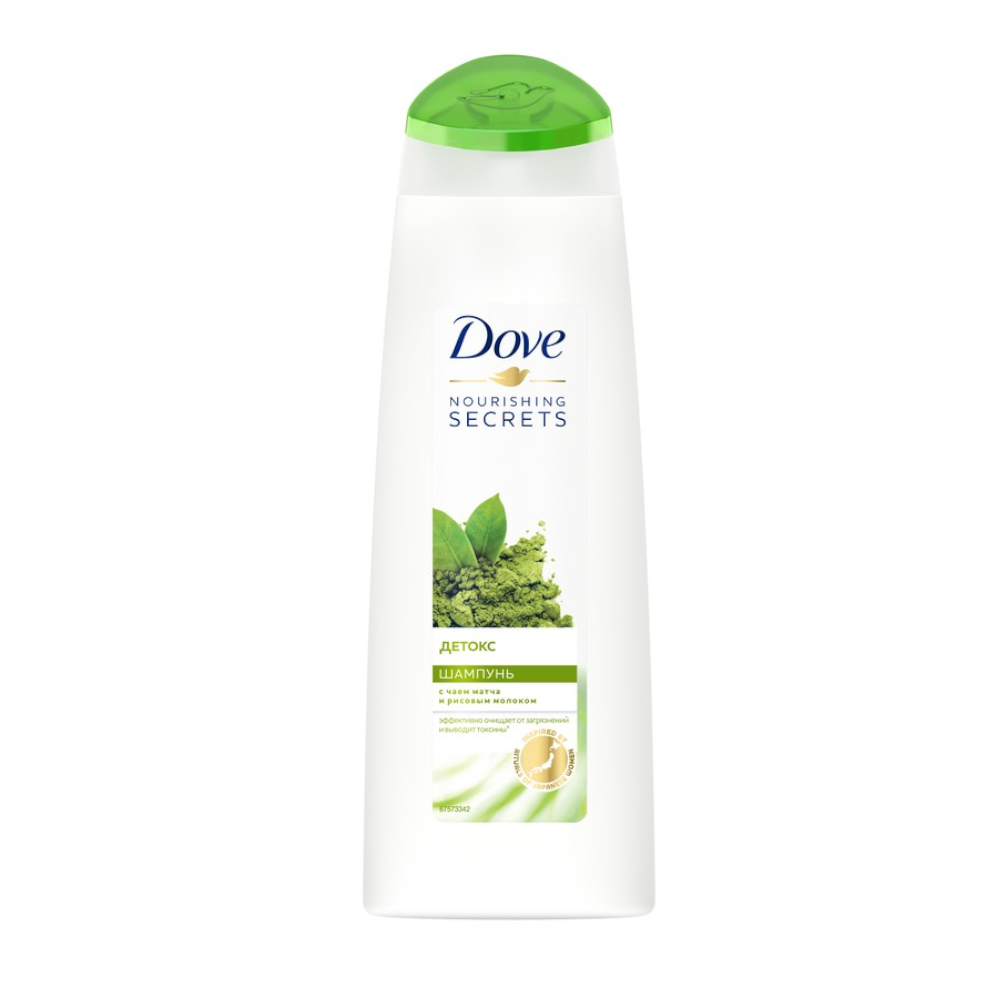 Dove
NOURISHING
SECRETS
ДЕТОКС
ШАМПУНЬ
с чаем матча
и рисовым молоком
эффективно очищает от загрязнений
и выводит токсины*
INSPIRED BY
RITUALS OF JAPANESE WOMEN
67573342